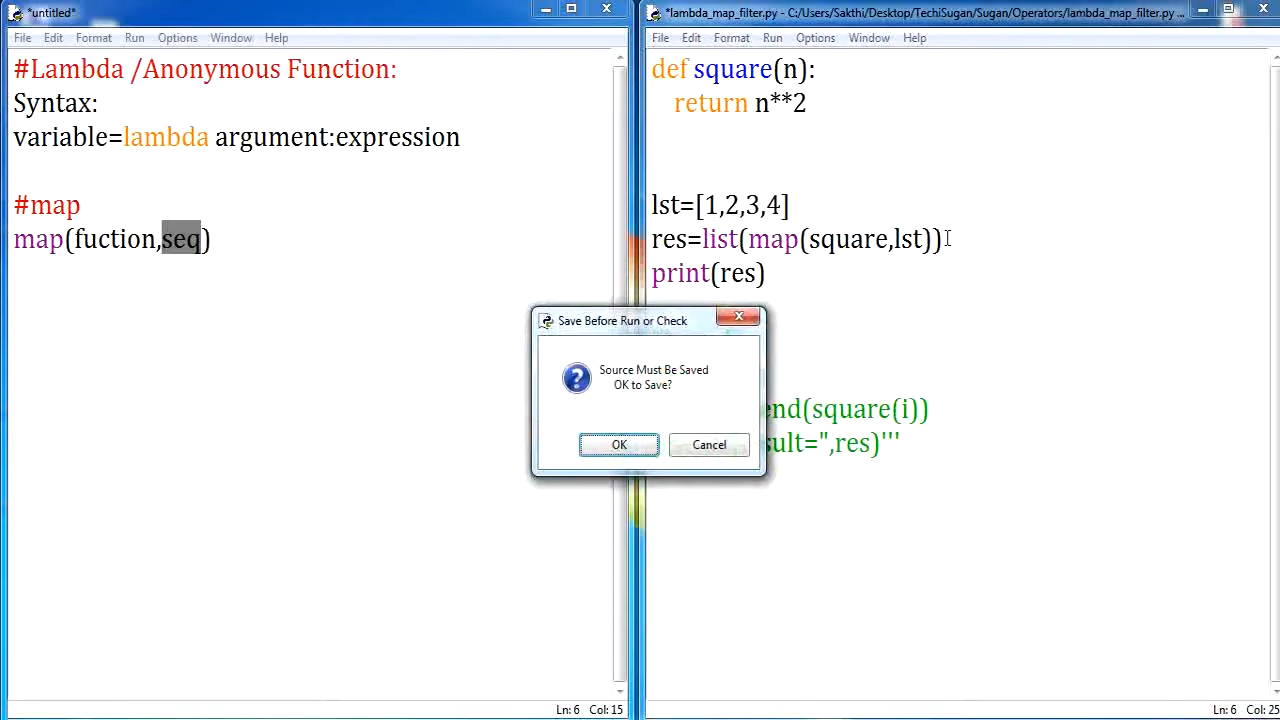 *untitled*
File Edit Format Run Options Window Help
#Lambda /Anonymous Function:
Syntax:
variable=lambda argument:expression
#map
map(fuction,seq)
Ln: 6 Col: 15
*lambda_map_filter.py - C:/Users/Sakthi/Desktop/TechiSugan/Sugan/Operators/lambda_map_filter.py ...
File Edit Format Run Options Window Help
def square(n):
return n**2
lst=[1,2,3,4]
res=list(map(square,lst))
print(res)
end(square(i))
sult=",res)'''
Ln: 6 Col: 25
Save Before Run or Check
Source Must Be Saved
OK to Save?
OK Cancel